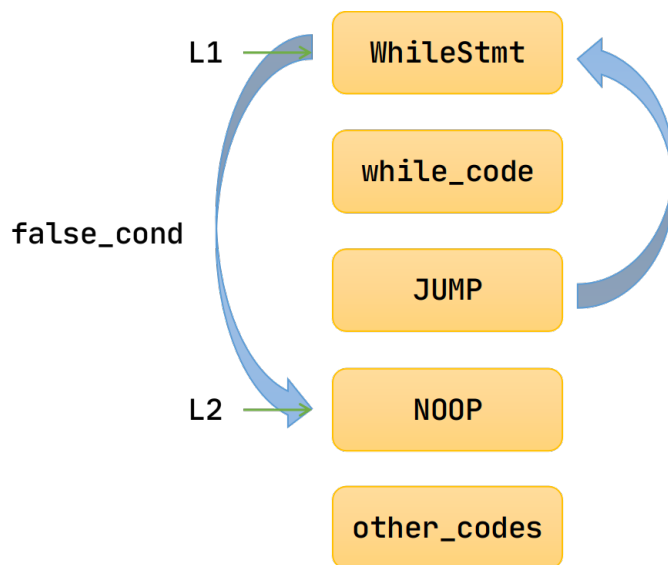 L1
WhileStmt
while_code
false_cond
JUMP
L2
NOOP
other_codes